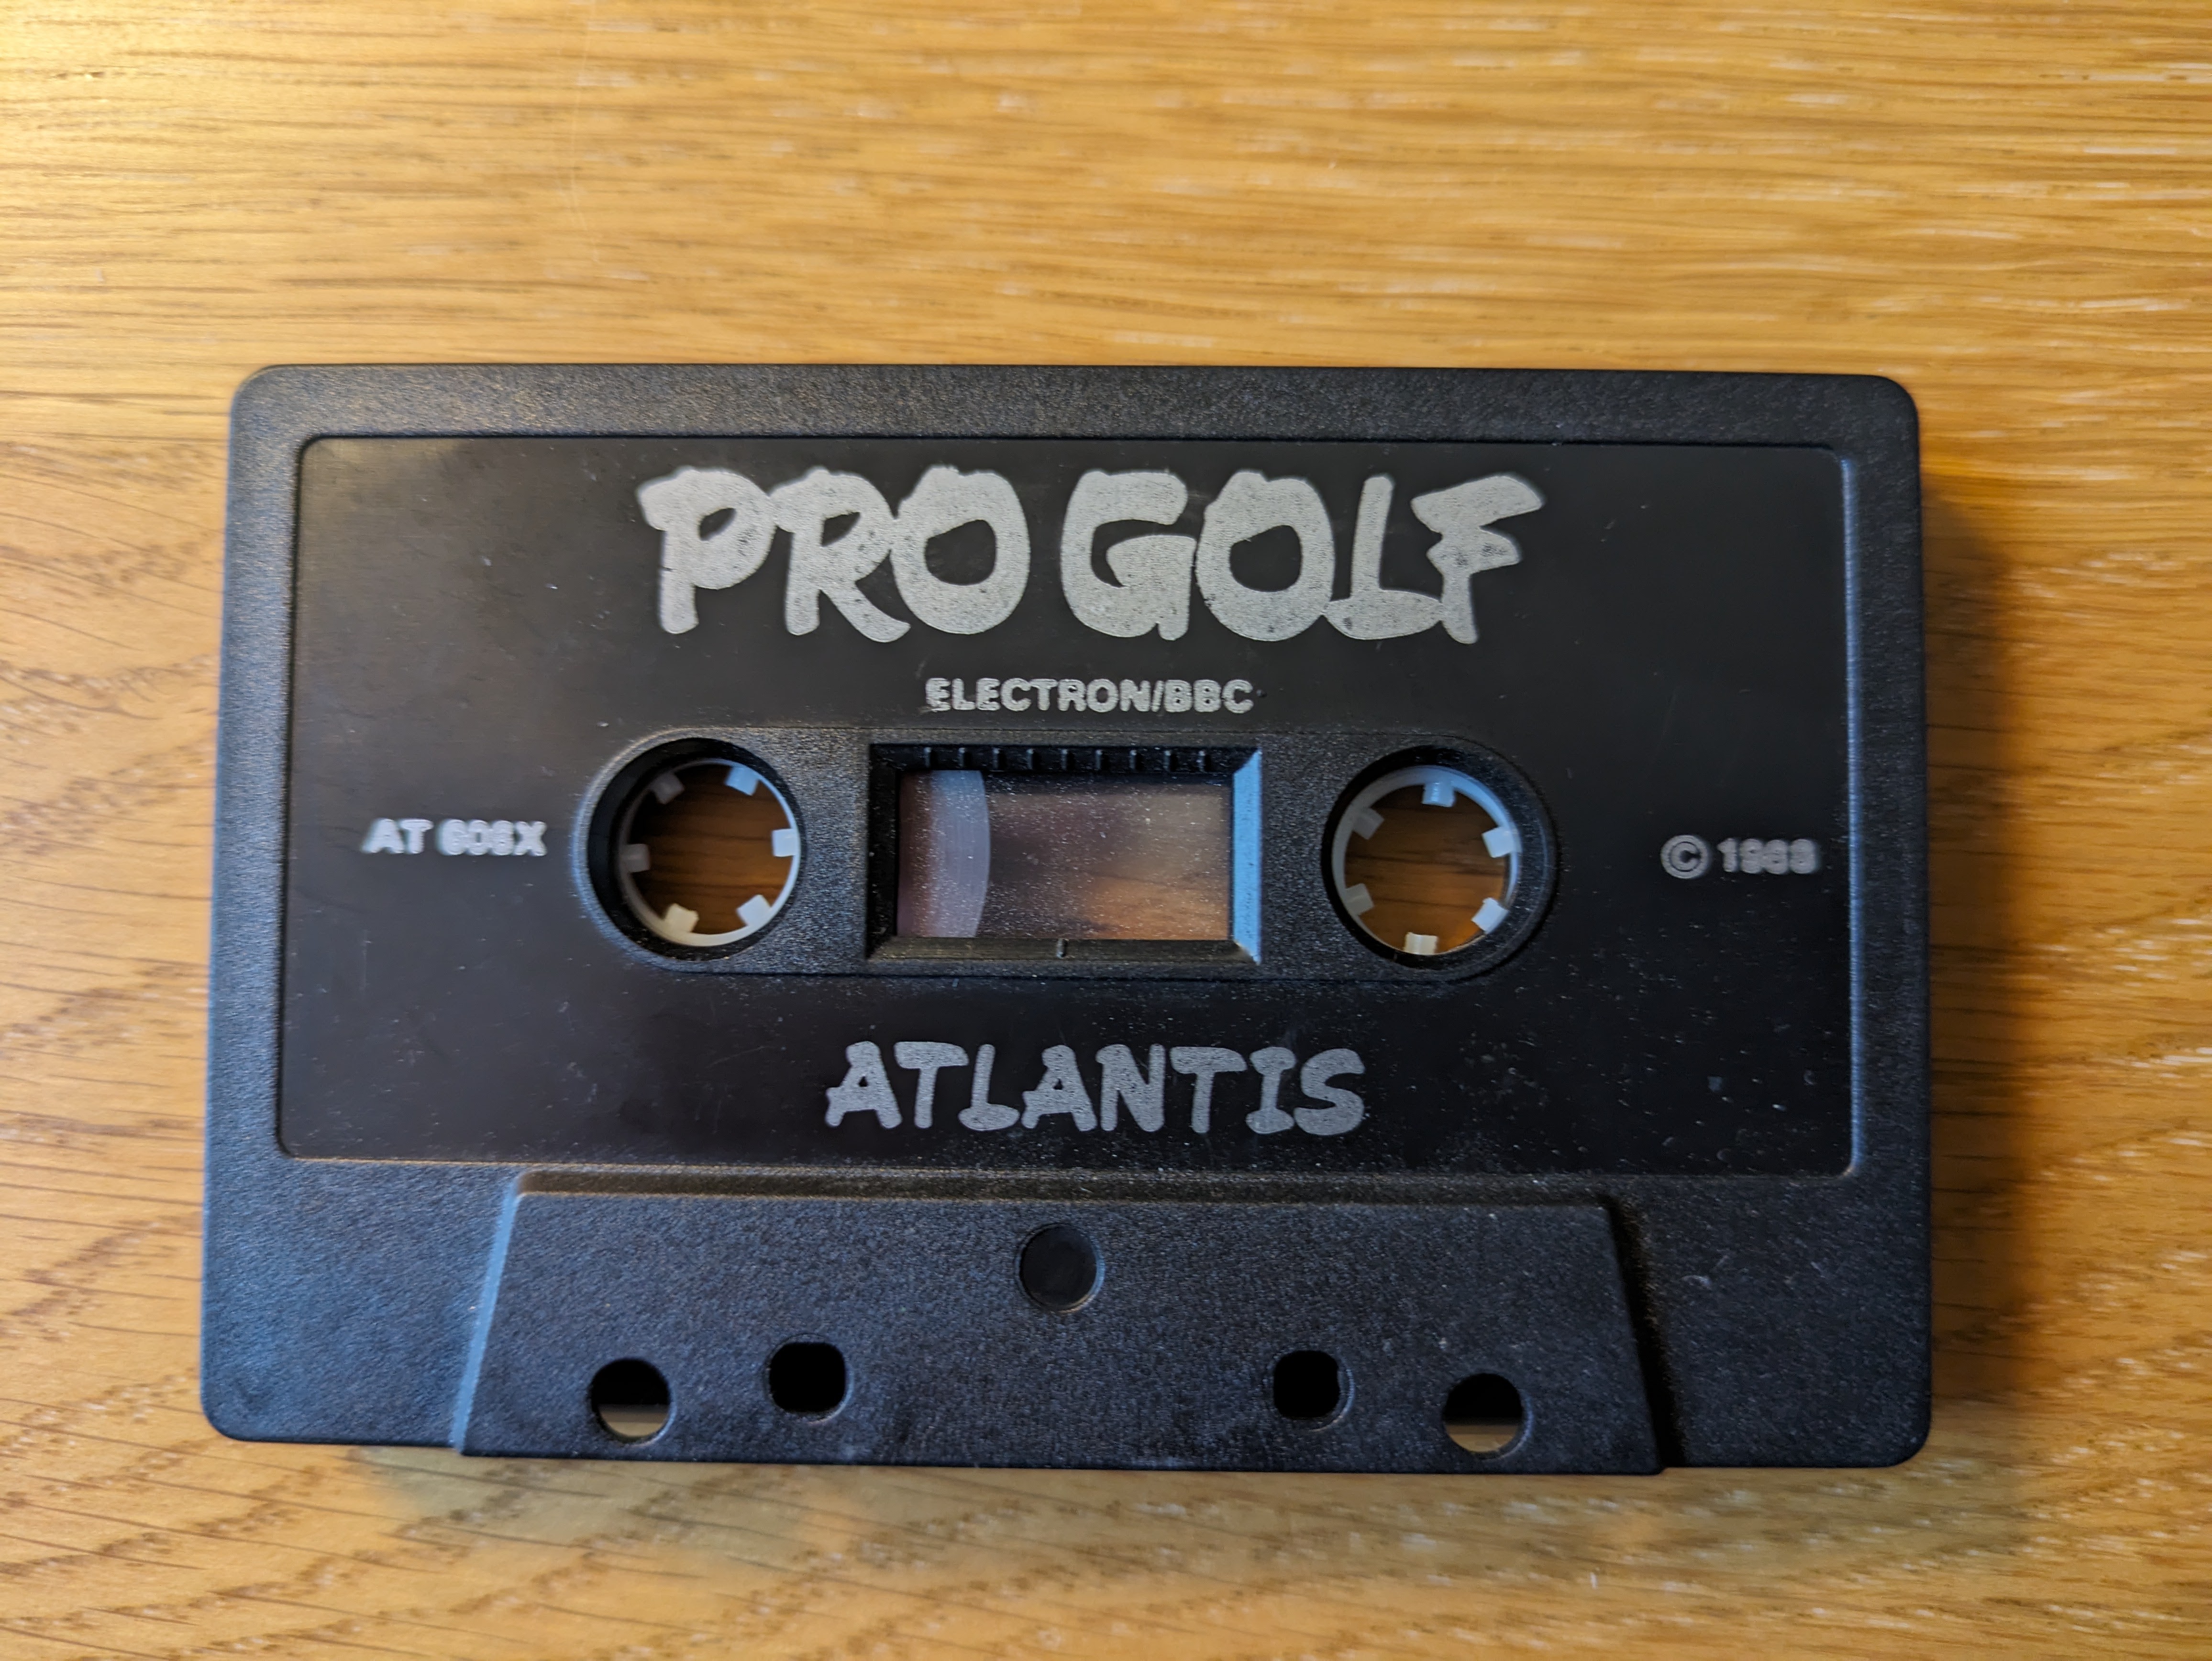 PRO GOLF
ELECTRON/BBC
AT
©
ATLANTIS